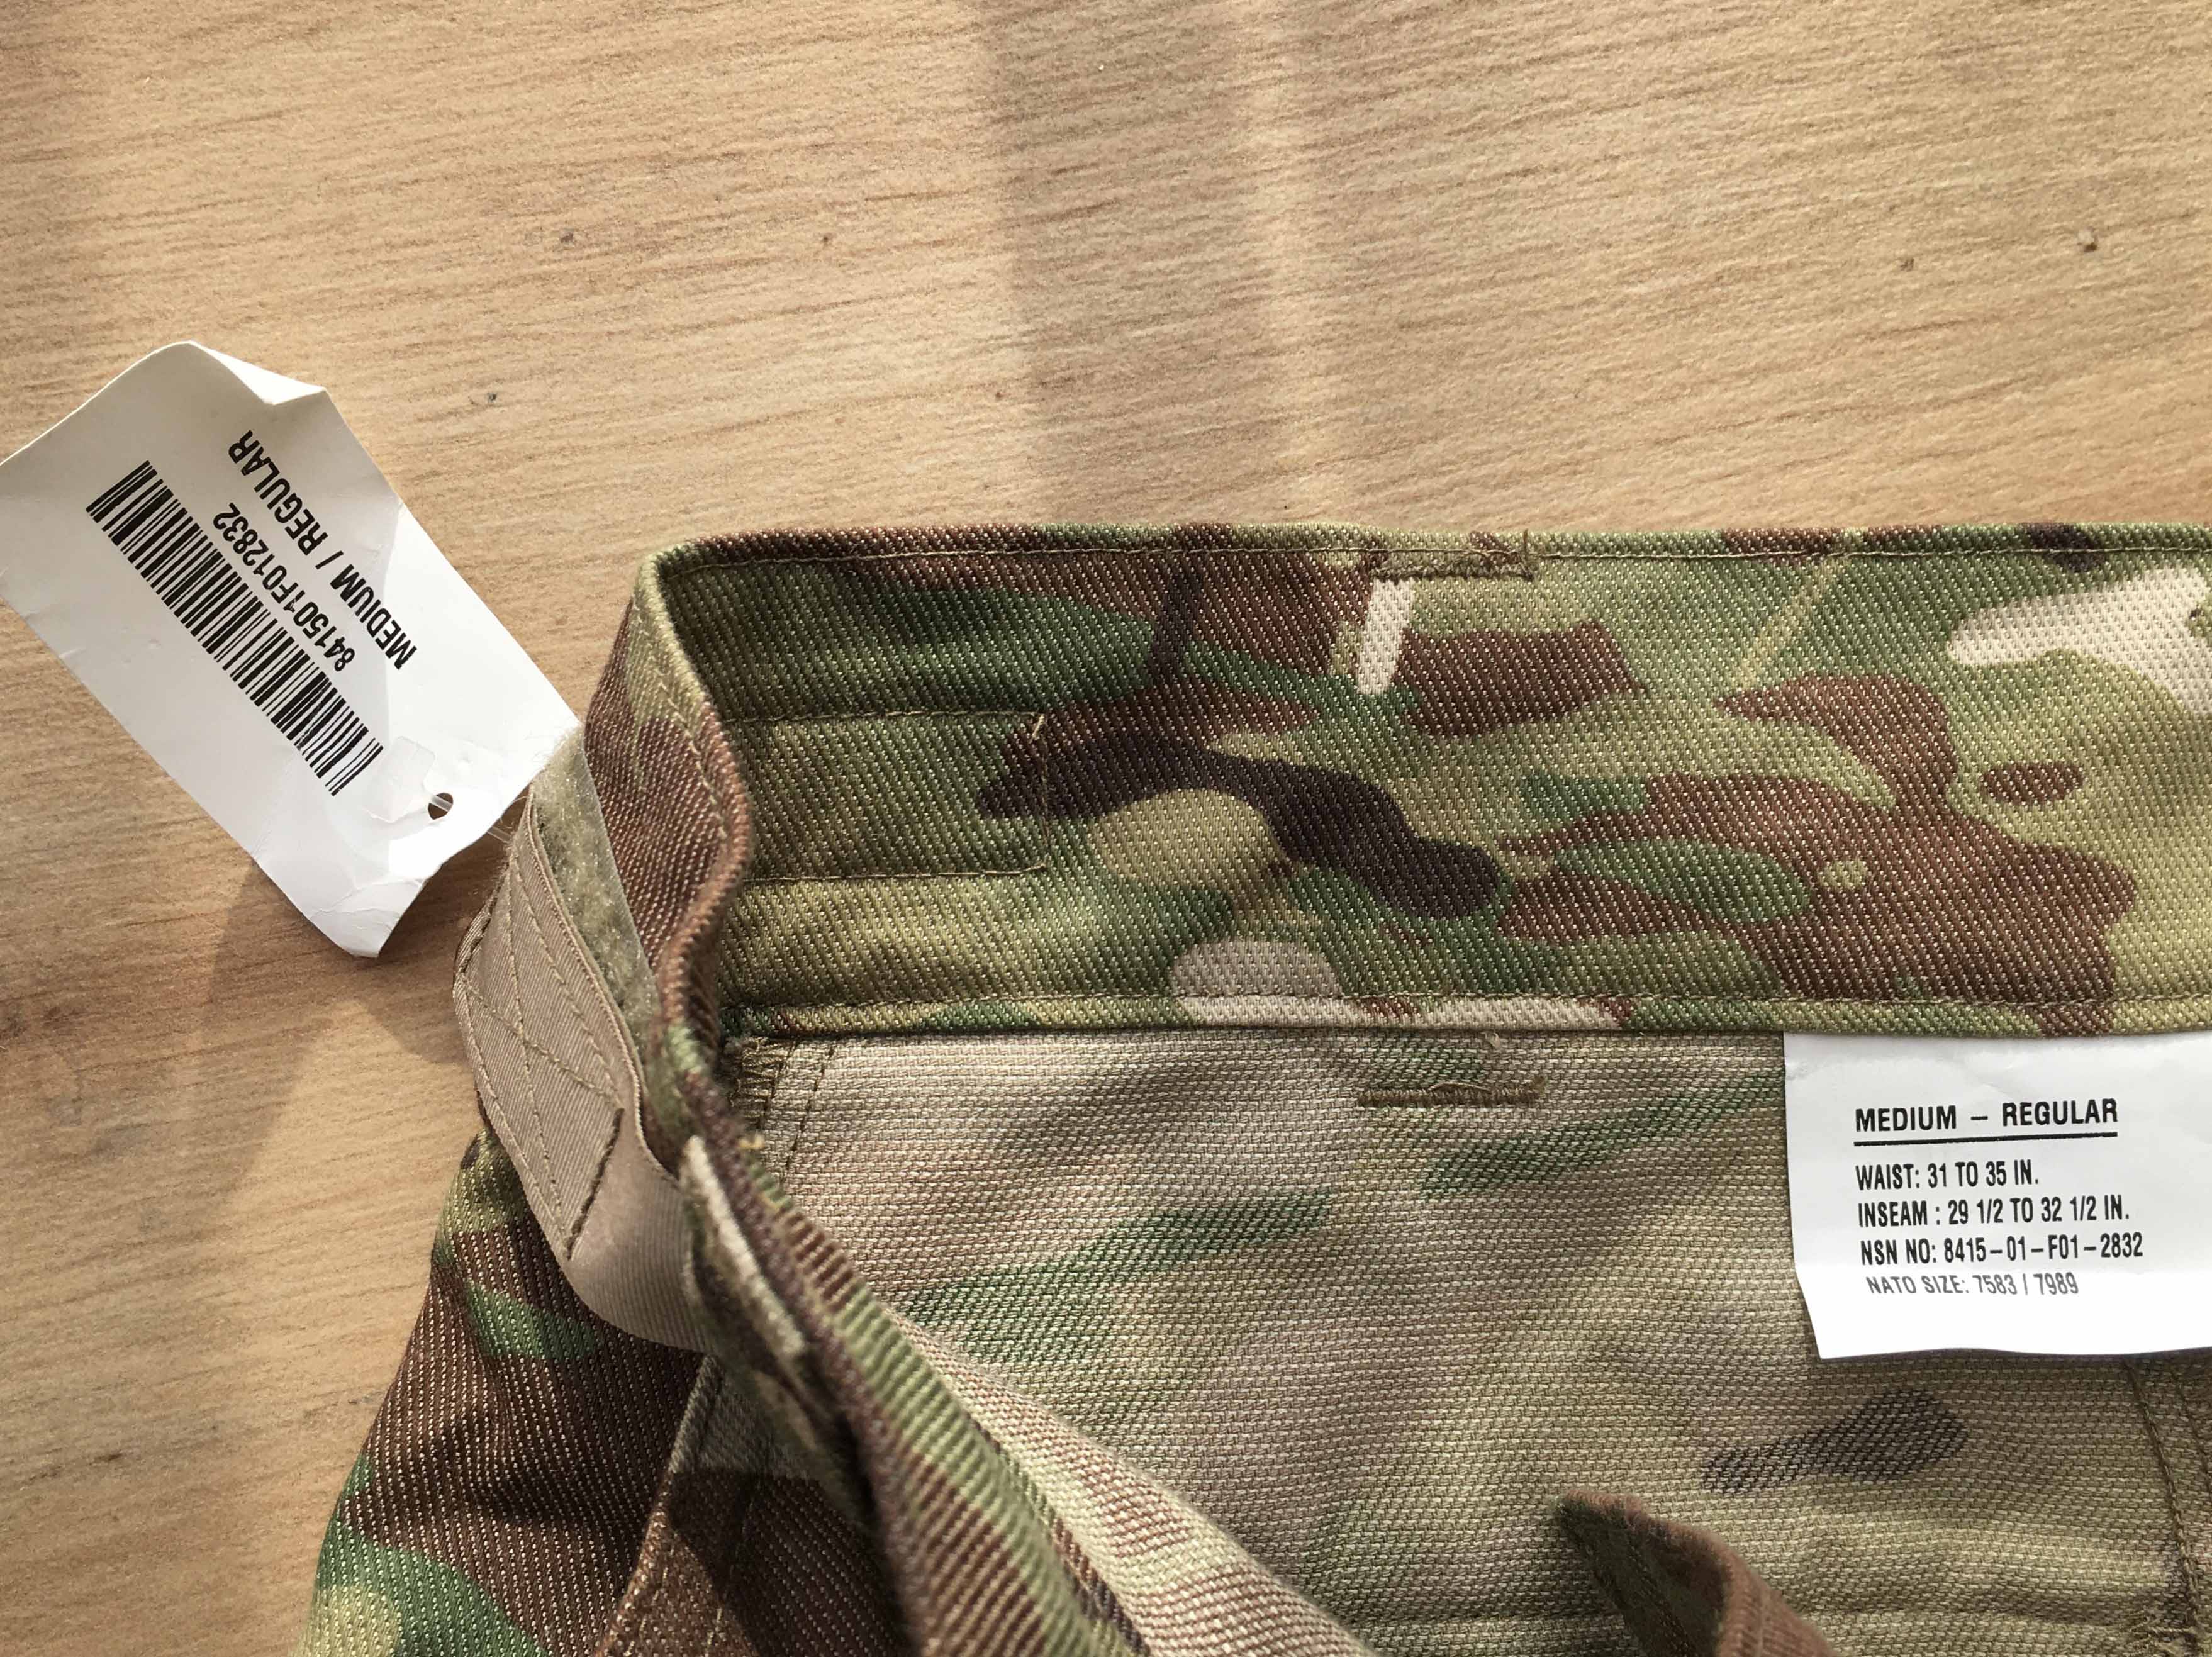 MEDIUM / REGULAR
841501F012832
MEDIUM – REGULAR
WAIST: 31 TO 35 IN.
INSEAM : 29 1/2 TO 32 1/2 IN.
NSN NO: 8415–01–F01–2832
NATO SIZE: 7583 / 7989